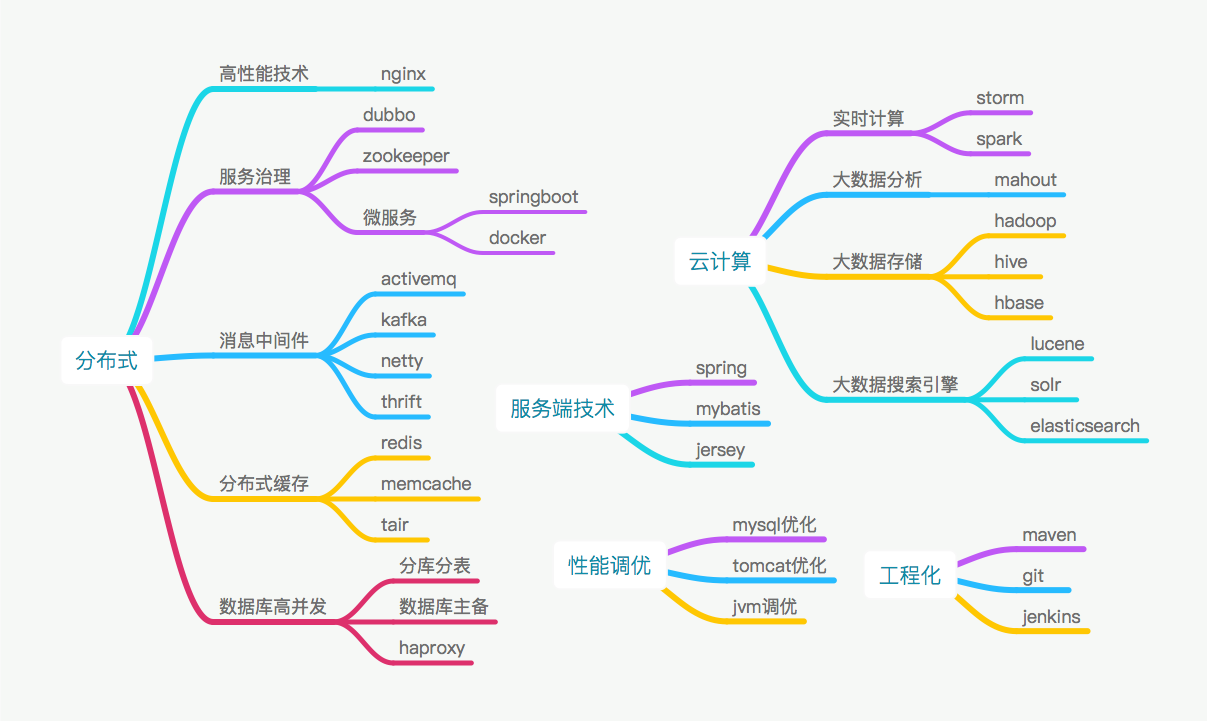 分布式
高性能技术
nginx
服务治理
dubbo
zookeeper
微服务
springboot
docker
消息中间件
activemq
kafka
netty
thrift
分布式缓存
redis
memcache
tair
数据库高并发
分库分表
数据库主备
haproxy
云计算
实时计算
storm
spark
大数据分析
mahout
大数据存储
hadoop
hive
hbase
大数据搜索引擎
lucene
solr
elasticsearch
服务端技术
spring
mybatis
jersey
性能调优
mysql优化
tomcat优化
jvm调优
工程化
maven
git
jenkins